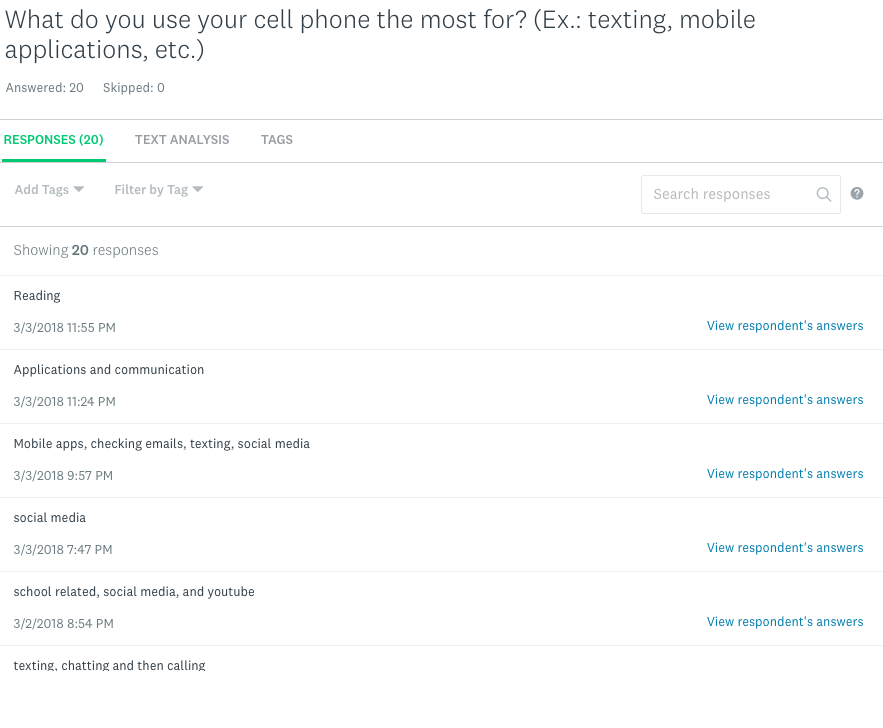 What do you use your cell phone the most for? (Ex.: texting, mobile
applications, etc.)
Answered: 20 Skipped: 0
RESPONSES (20) TEXT ANALYSIS TAGS
Add Tags Filter by Tag Search responses ?
Showing 20 responses
Reading
3/3/2018 11:55 PM View respondent's answers
Applications and communication
3/3/2018 11:24 PM View respondent's answers
Mobile apps, checking emails, texting, social media
3/3/2018 9:57 PM View respondent's answers
social media
3/3/2018 7:47 PM View respondent's answers
school related, social media, and youtube
3/2/2018 8:54 PM View respondent's answers
texting, chatting and then calling